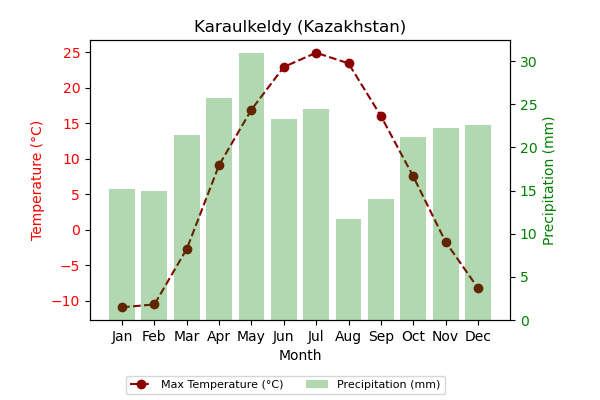 Karaulkeldy (Kazakhstan)
Temperature (°C)
25
20
15
10
5
0
−5
−10
Precipitation (mm)
30
25
20
15
10
5
0
Jan Feb Mar Apr May Jun Jul Aug Sep Oct Nov Dec
Month
Max Temperature (°C) Precipitation (mm)